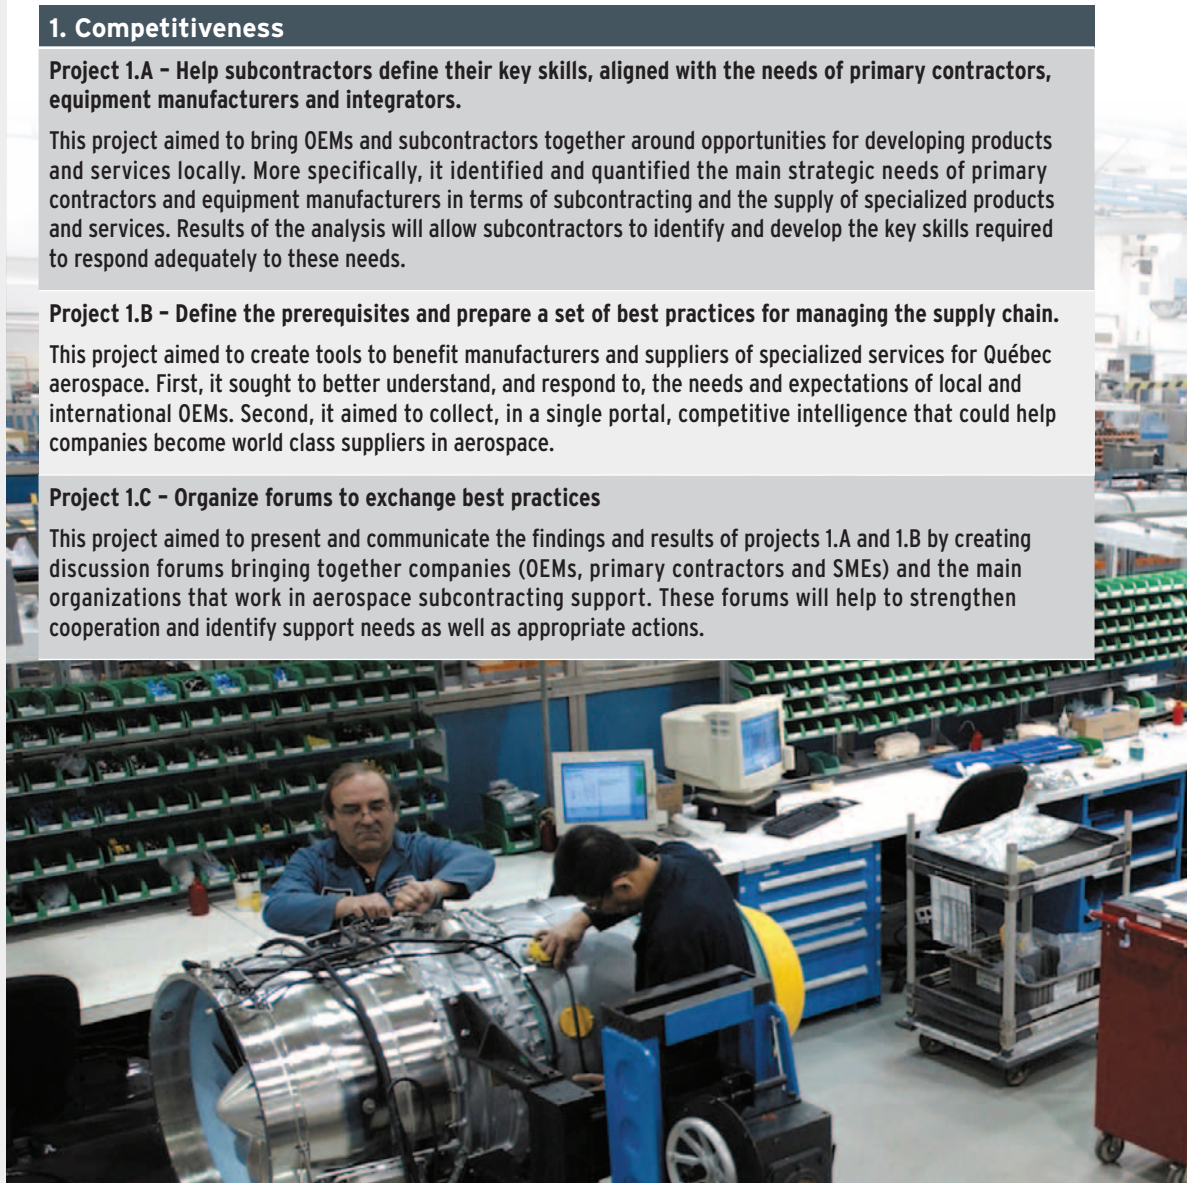 1. Competitiveness
Project 1.A – Help subcontractors define their key skills, aligned with the needs of primary contractors,
equipment manufacturers and integrators.
This project aimed to bring OEMs and subcontractors together around opportunities for developing products
and services locally. More specifically, it identified and quantified the main strategic needs of primary
contractors and equipment manufacturers in terms of subcontracting and the supply of specialized products
and services. Results of the analysis will allow subcontractors to identify and develop the key skills required
to respond adequately to these needs.
Project 1.B – Define the prerequisites and prepare a set of best practices for managing the supply chain.
This project aimed to create tools to benefit manufacturers and suppliers of specialized services for Québec
aerospace. First, it sought to better understand, and respond to, the needs and expectations of local and
international OEMs. Second, it aimed to collect, in a single portal, competitive intelligence that could help
companies become world class suppliers in aerospace.
Project 1.C – Organize forums to exchange best practices
This project aimed to present and communicate the findings and results of projects 1.A and 1.B by creating
discussion forums bringing together companies (OEMs, primary contractors and SMEs) and the main
organizations that work in aerospace subcontracting support. These forums will help to strengthen
cooperation and identify support needs as well as appropriate actions.